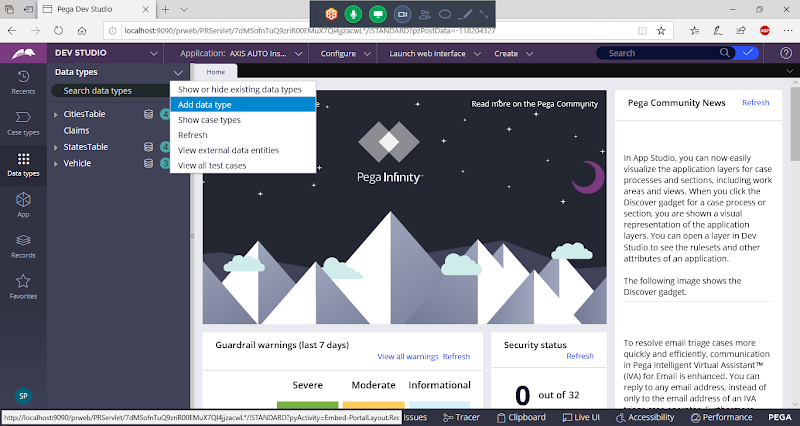 Pega Dev Studio
localhost:9090/prweb/PRServlet/7dMSofnTuQ9zriR00EMuX7QI4jgzacwL*/!STANDARD?pzPostData=-118204327
DEV STUDIO
Application: AXIS AUTO Ins...
Configure
Launch web interface
Create
Search
Data types
Home
Recents
Search data types
Show or hide existing data types
Add data type
Show case types
Refresh
View external data entities
View all test cases
Read more on the Pega Community
Pega Community News
Refresh
CitiesTable
4
Claims
StatesTable
4
Vehicle
3
Case types
Data types
App
Records
Favorites
SP
Pega Infinity™
In App Studio, you can now easily
visualize the application layers for case
processes and sections, including work
areas and views. When you click the
Discover gadget for a case process or
section, you are shown a visual
representation of the application
layers. You can open a layer in Dev
Studio to see the rulesets and other
attributes of an application.
The following image shows the
Discover gadget.
To resolve email triage cases more
quickly and efficiently, communication
in Pega Intelligent Virtual Assistant™
(IVA) for Email is enhanced. You can
reply to any email address, instead of
only to the email address of an IVA
Guardrail warnings (last 7 days)
View all warnings
Refresh
Severe
Moderate
Informational
Security status
Refresh
0 out of 32
http://localhost:9090/prweb/PRServlet/7dMSofnTuQ9zriR00EMuX7QI4jgzacwL*/!STANDARD?pyActivity=Embed-PortalLayout.Rec
Issues
Tracer
Clipboard
Live UI
Accessibility
Performance
PEGA